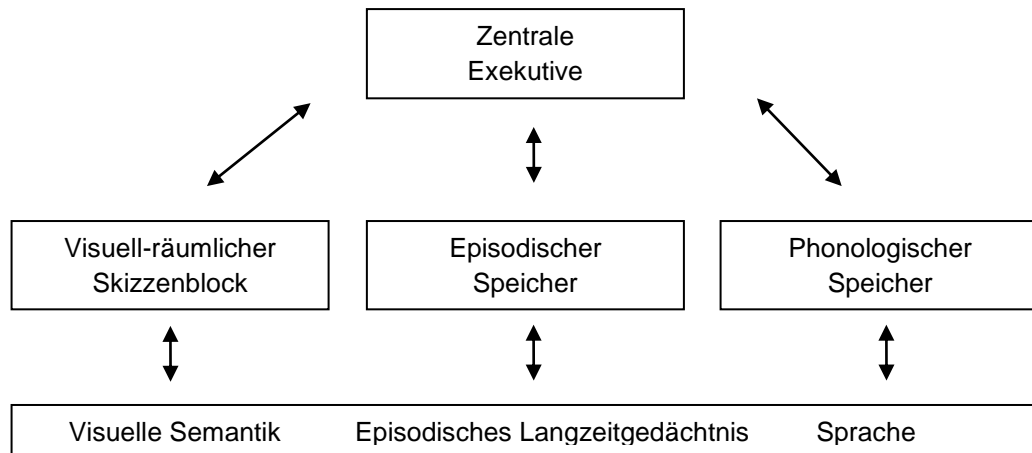 Zentrale
Exekutive
Visuell-räumlicher
Skizzenblock
Episodischer
Speicher
Phonologischer
Speicher
Visuelle Semantik Episodisches Langzeitgedächtnis Sprache